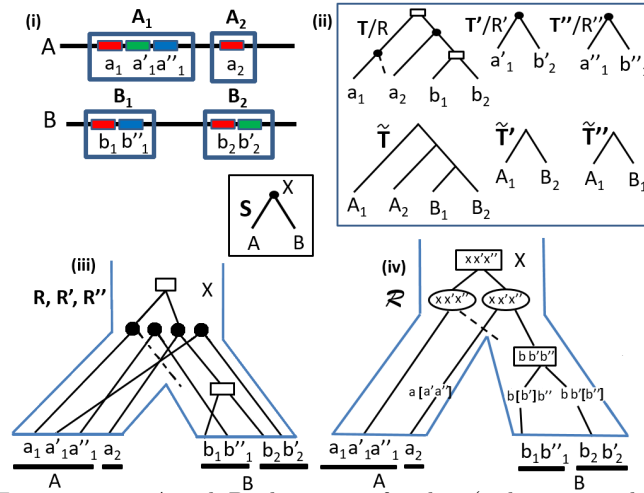 (i)
A₁ A₂
A
a₁ a'₁ a''₁ a₂
B₁ B₂
B
b₁ b''₁ b₂ b'₂
(ii)
T/R T'/R' T''/R''
a'₁ b'₂ a''₁ b''₂
a₁ a₂ b₁ b₂
T̃ T̃' T̃''
A₁ A₂ B₁ B₂ A₁ B₂ A₁ B₁
S X
A B
(iii)
R, R', R'' X
a₁ a'₁ a''₁ a₂ b₁ b''₁ b₂ b'₂
A B
(iv)
x x'x'' X
ℛ x x'x'' x x'x''
b b'b''
a [a'a''] b[b']b'' b b'[b'']
a₁ a'₁ a''₁ a₂ b₁ b''₁ b₂ b'₂
A B